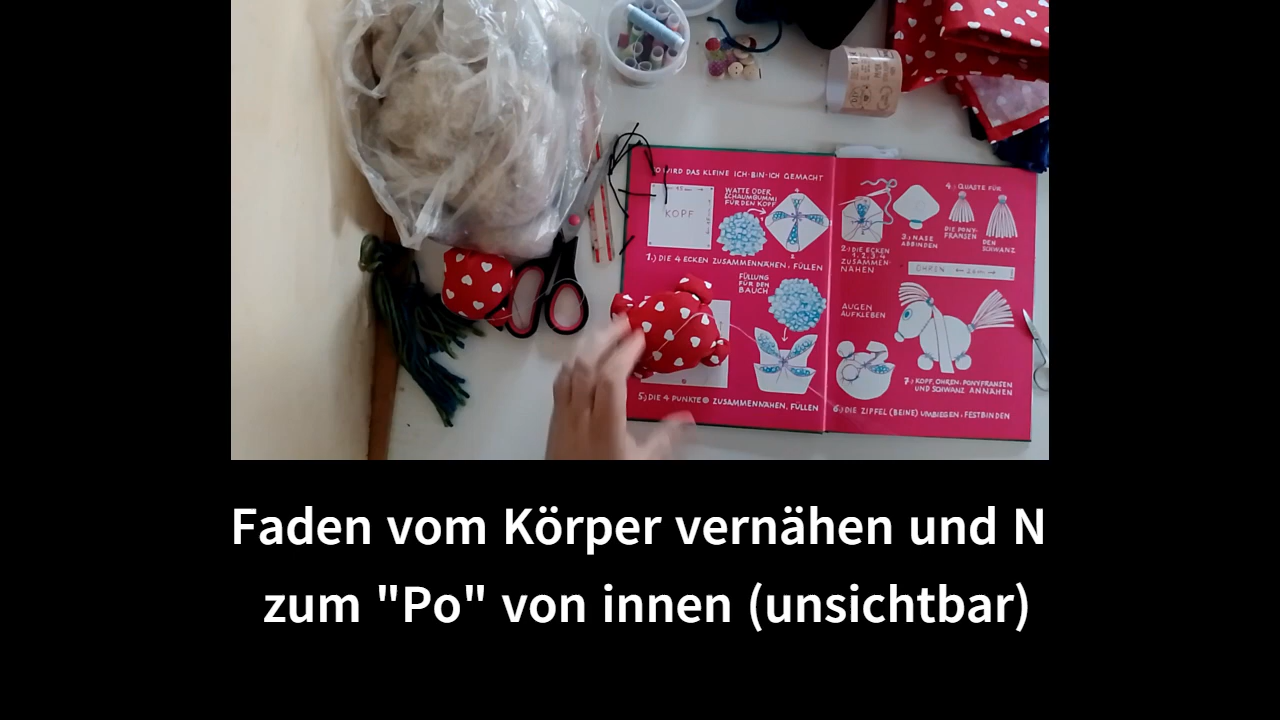 O WIRD DAS KLEINE ICH-BIN-ICH GEMACHT
KOPF
WATTE ODER
SCHAUMGUMMI
FÜR DEN KOPF
1.) DIE 4 ECKEN ZUSAMMENNÄHEN, FÜLLEN
FÜLLUNG
FÜR DEN
BAUCH
5.) DIE 4 PUNKTE ZUSAMMENNÄHEN, FÜLLEN
2.) DIE ECKEN
1, 2, 3, 4
ZUSAMMEN-
NÄHEN
3.) NASE
ABBINDEN
4.) QUASTE FÜR
DIE PONY-
FRANSEN
DEN
SCHWANZ
OHREN
AUGEN
AUFKLEBEN
7.) KOPF, OHREN, PONYFRANSEN
UND SCHWANZ ANNÄHEN
6.) DIE ZIPFEL (BEINE) UMBIEGEN, FESTBINDEN
Faden vom Körper vernähen und N
zum "Po" von innen (unsichtbar)